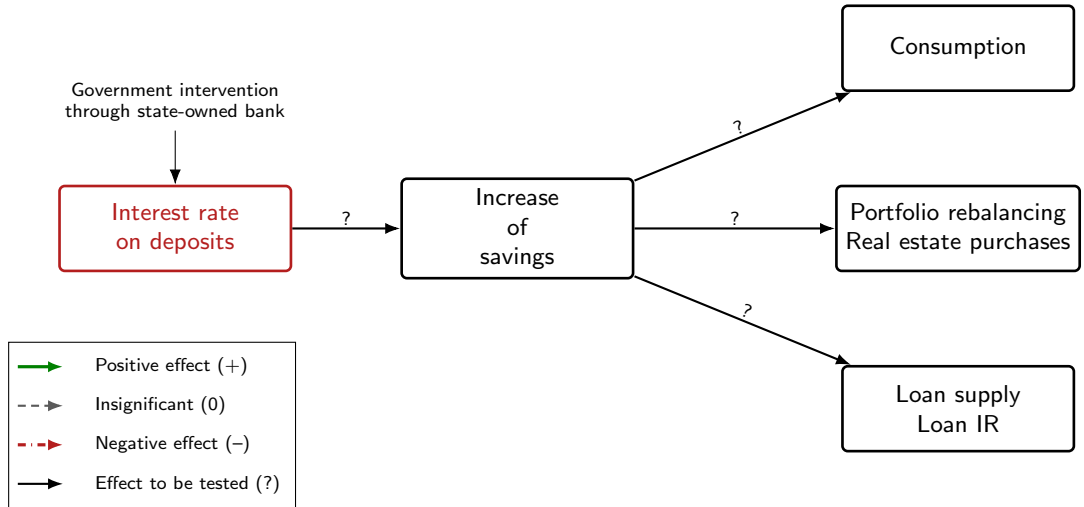 Government intervention
through state-owned bank
Interest rate
on deposits
?
Increase
of
savings
?
Consumption
?
Portfolio rebalancing
Real estate purchases
?
Loan supply
Loan IR
Positive effect (+)
Insignificant (0)
Negative effect (–)
Effect to be tested (?)